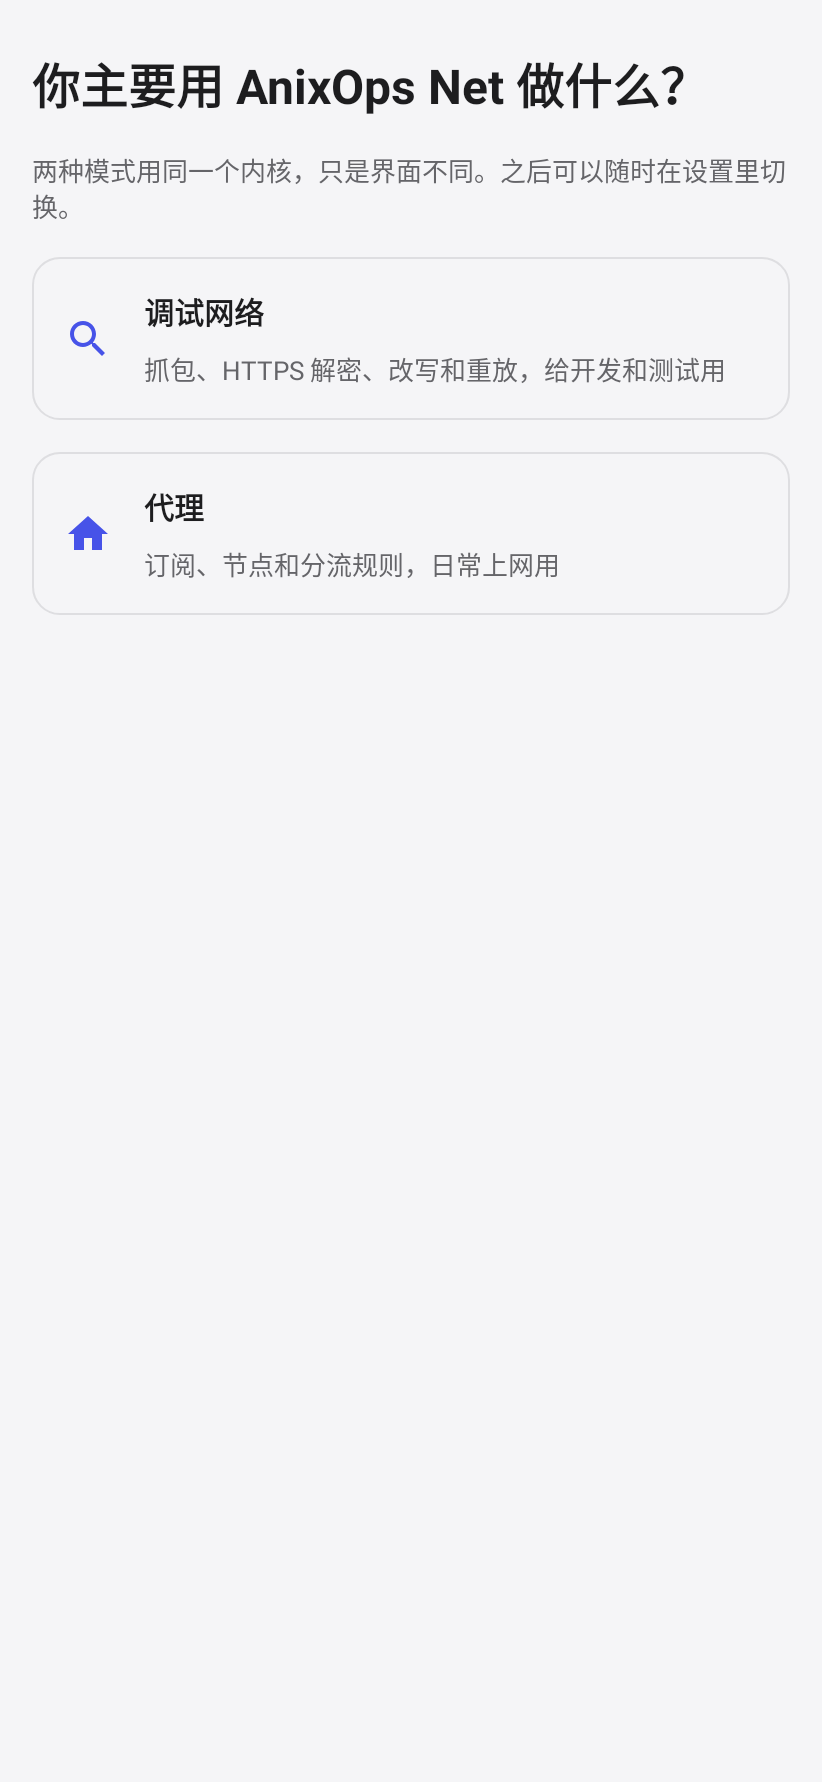 你主要用 AnixOps Net 做什么？
两种模式用同一个内核，只是界面不同。之后可以随时在设置里切
换。
调试网络
抓包、HTTPS 解密、改写和重放，给开发和测试用
代理
订阅、节点和分流规则，日常上网用